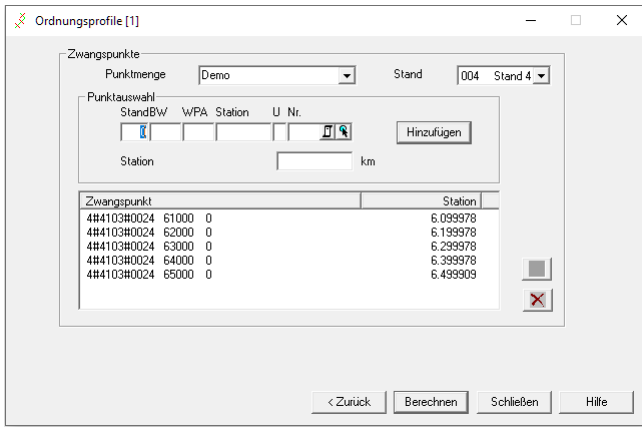 Ordnungsprofile [1]
Zwangspunkte
Punktmenge Demo Stand 004 Stand 4
Punktauswahl
StandBW WPA Station U Nr.
Hinzufügen
Station km
Zwangspunkt Station
4#4103#0024 61000 0 6.099978
4#4103#0024 62000 0 6.199978
4#4103#0024 63000 0 6.299978
4#4103#0024 64000 0 6.399978
4#4103#0024 65000 0 6.499909
< Zurück Berechnen Schließen Hilfe